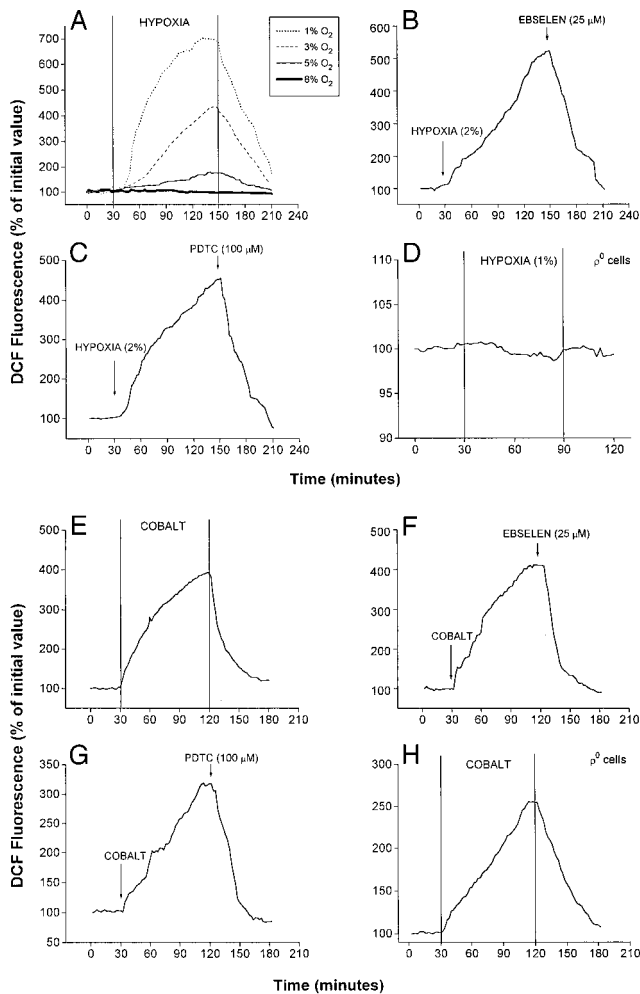 A
HYPOXIA
1% O2
3% O2
5% O2
8% O2
700
600
500
400
300
200
100
0 30 60 90 120 150 180 210 240
B
EBSELEN (25 μM)
HYPOXIA (2%)
600
500
400
300
200
100
0 30 60 90 120 150 180 210 240
DCF Fluorescence (% of initial value)
C
PDTC (100 μM)
HYPOXIA (2%)
500
400
300
200
100
0 30 60 90 120 150 180 210 240
D
HYPOXIA (1%)
ρ0 cells
110
105
100
95
90
0 30 60 90 120
Time (minutes)
E
COBALT
500
400
300
200
100
0 30 60 90 120 150 180 210
F
EBSELEN (25 μM)
COBALT
500
400
300
200
100
0 30 60 90 120 150 180 210
DCF Fluorescence (% of initial value)
G
PDTC (100 μM)
COBALT
350
300
250
200
150
100
50
0 30 60 90 120 150 180 210
H
COBALT
ρ0 cells
300
250
200
150
100
0 30 60 90 120 150 180 210
Time (minutes)